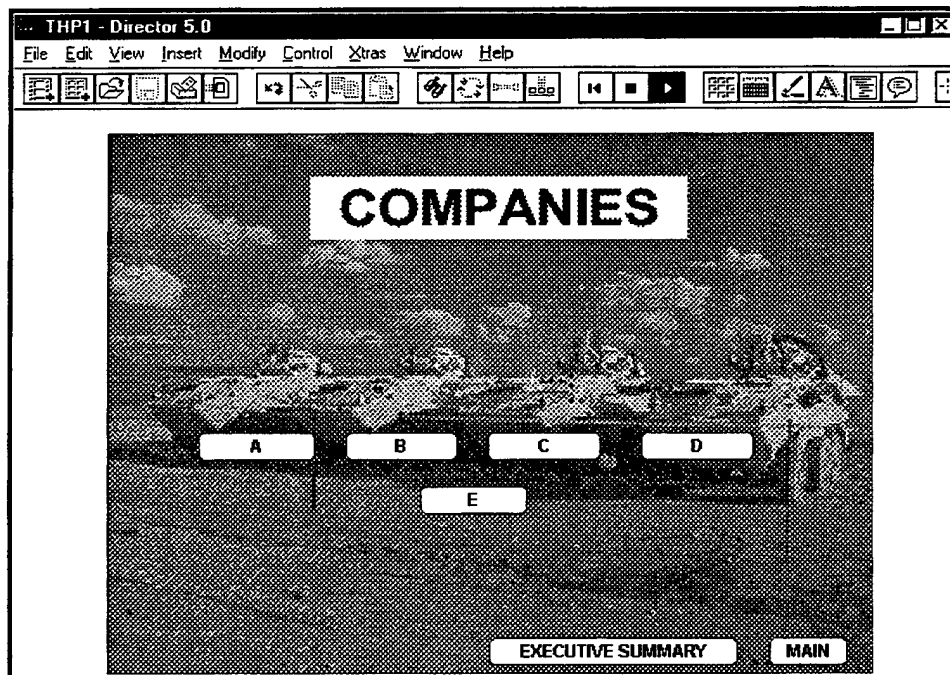 THP1 - Director 5.0
File Edit View Insert Modify Control Xtras Window Help
COMPANIES
A B C D
E
EXECUTIVE SUMMARY MAIN